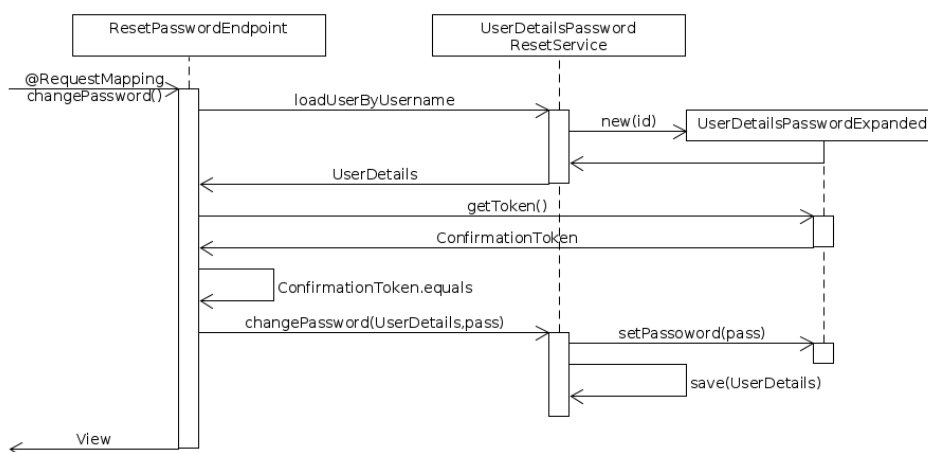 ResetPasswordEndpoint
UserDetailsPassword
ResetService
@RequestMapping
changePassword()
loadUserByUsername
new(id)
UserDetailsPasswordExpanded
UserDetails
getToken()
ConfirmationToken
ConfirmationToken.equals
changePassword(UserDetails,pass)
setPassoword(pass)
save(UserDetails)
View